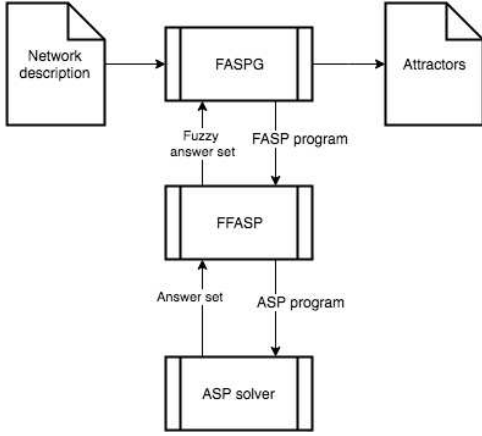 Network
description
FASPG
Attractors
Fuzzy
answer set
FASP program
FFASP
Answer set
ASP program
ASP solver